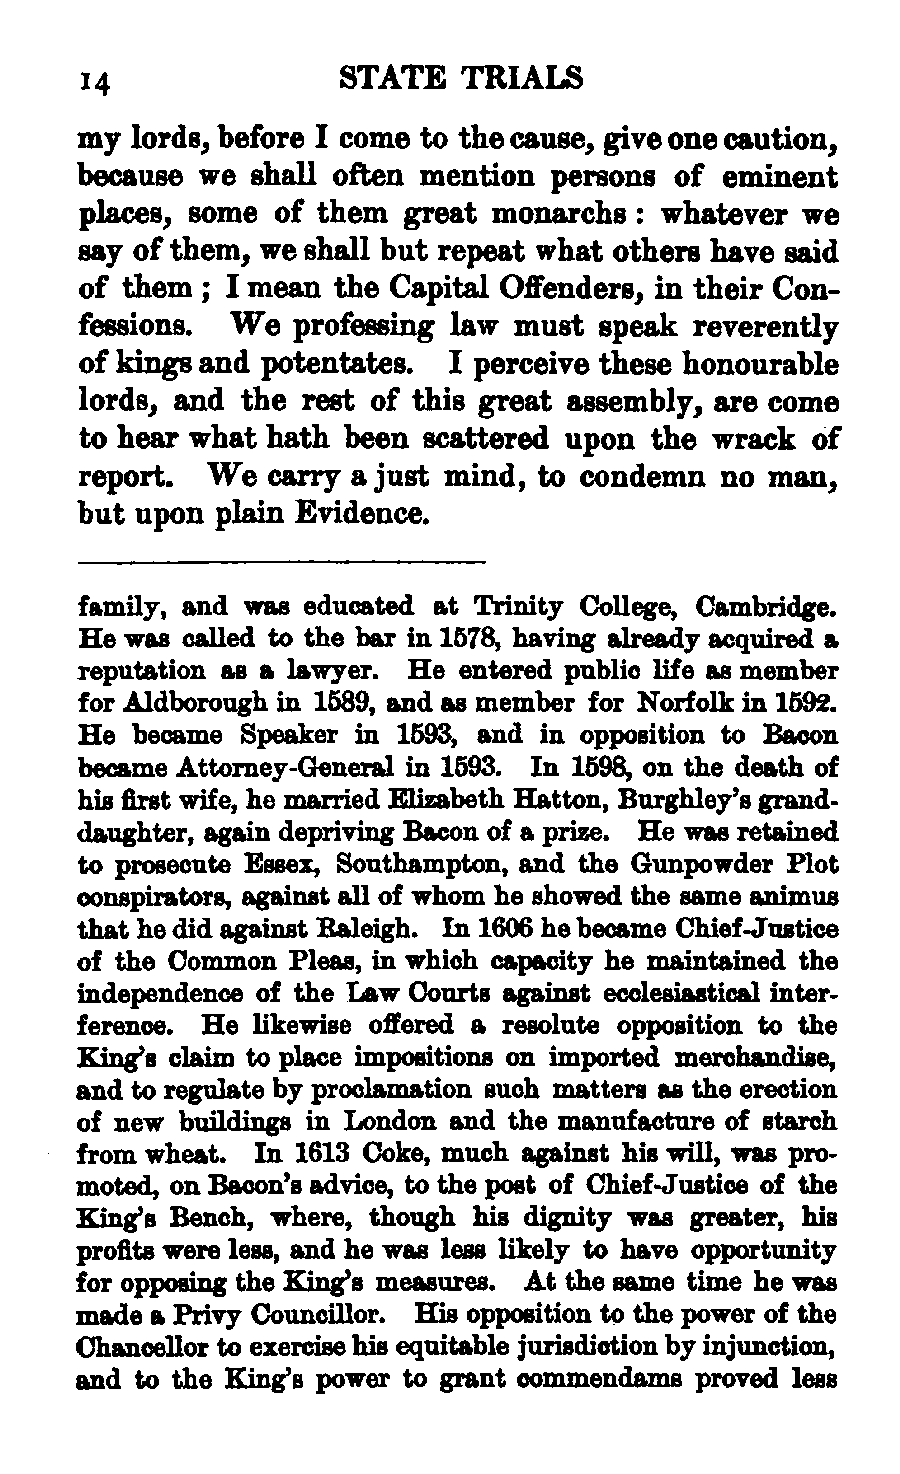 14 STATE TRIALS
my lords, before I come to the cause, give one caution,
because we shall often mention persons of eminent
places, some of them great monarchs : whatever we
say of them, we shall but repeat what others have said
of them ; I mean the Capital Offenders, in their Con-
fessions. We professing law must speak reverently
of kings and potentates. I perceive these honourable
lords, and the rest of this great assembly, are come
to hear what hath been scattered upon the wrack of
report. We carry a just mind, to condemn no man,
but upon plain Evidence.
family, and was educated at Trinity College, Cambridge.
He was called to the bar in 1578, having already acquired a
reputation as a lawyer. He entered public life as member
for Aldborough in 1589, and as member for Norfolk in 1592.
He became Speaker in 1593, and in opposition to Bacon
became Attorney-General in 1593. In 1598, on the death of
his first wife, he married Elizabeth Hatton, Burghley's grand-
daughter, again depriving Bacon of a prize. He was retained
to prosecute Essex, Southampton, and the Gunpowder Plot
conspirators, against all of whom he showed the same animus
that he did against Raleigh. In 1606 he became Chief-Justice
of the Common Pleas, in which capacity he maintained the
independence of the Law Courts against ecclesiastical inter-
ference. He likewise offered a resolute opposition to the
King's claim to place impositions on imported merchandise,
and to regulate by proclamation such matters as the erection
of new buildings in London and the manufacture of starch
from wheat. In 1613 Coke, much against his will, was pro-
moted, on Bacon's advice, to the post of Chief-Justice of the
King's Bench, where, though his dignity was greater, his
profits were less, and he was less likely to have opportunity
for opposing the King's measures. At the same time he was
made a Privy Councillor. His opposition to the power of the
Chancellor to exercise his equitable jurisdiction by injunction,
and to the King's power to grant commendams proved less